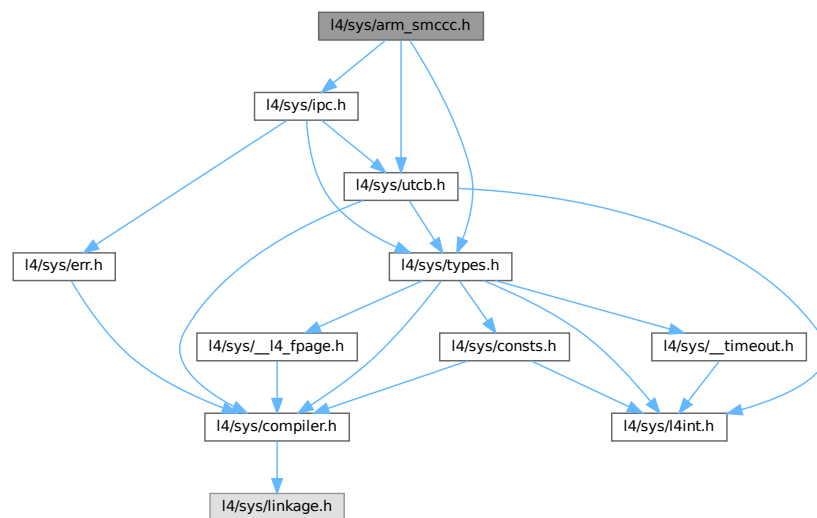 l4/sys/arm_smccc.h
l4/sys/ipc.h
l4/sys/utcb.h
l4/sys/err.h
l4/sys/types.h
l4/sys/__l4_fpage.h
l4/sys/consts.h
l4/sys/__timeout.h
l4/sys/compiler.h
l4/sys/l4int.h
l4/sys/linkage.h